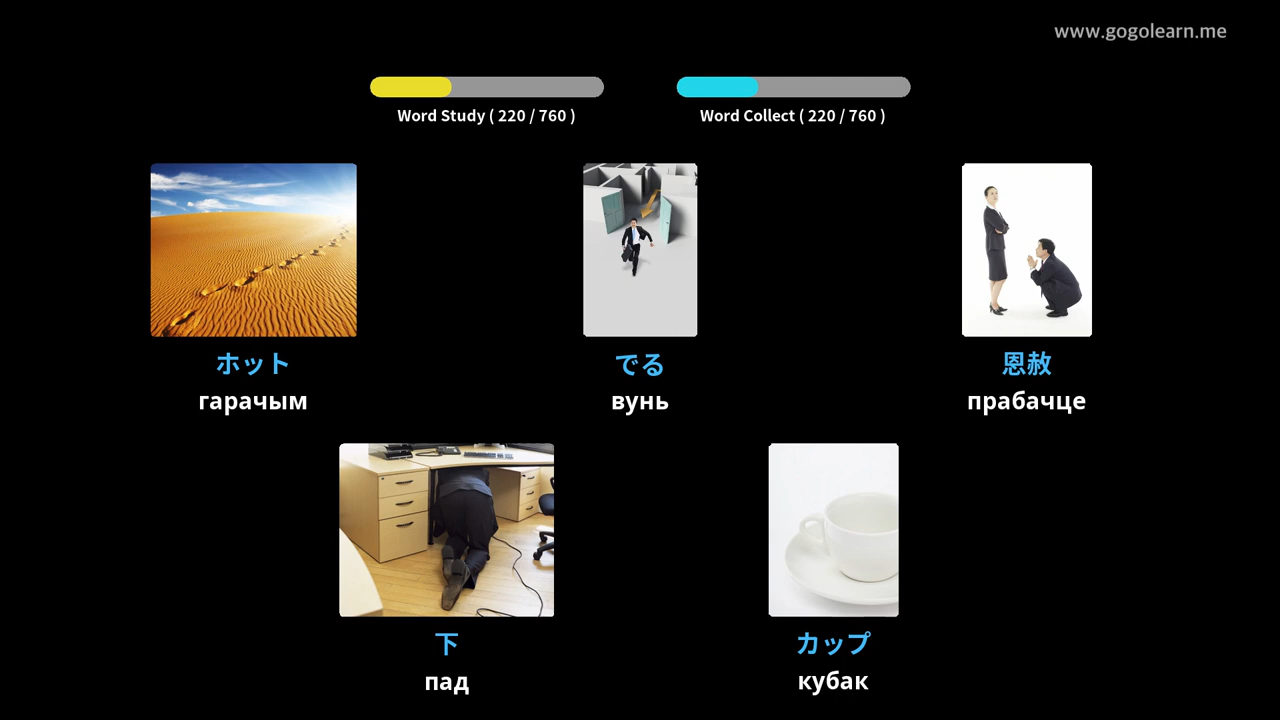 www.gogolearn.me
Word Study ( 220 / 760 )
Word Collect ( 220 / 760 )
ホット
гарачым
でる
вунь
恩赦
прабачце
下
пад
カップ
кубак